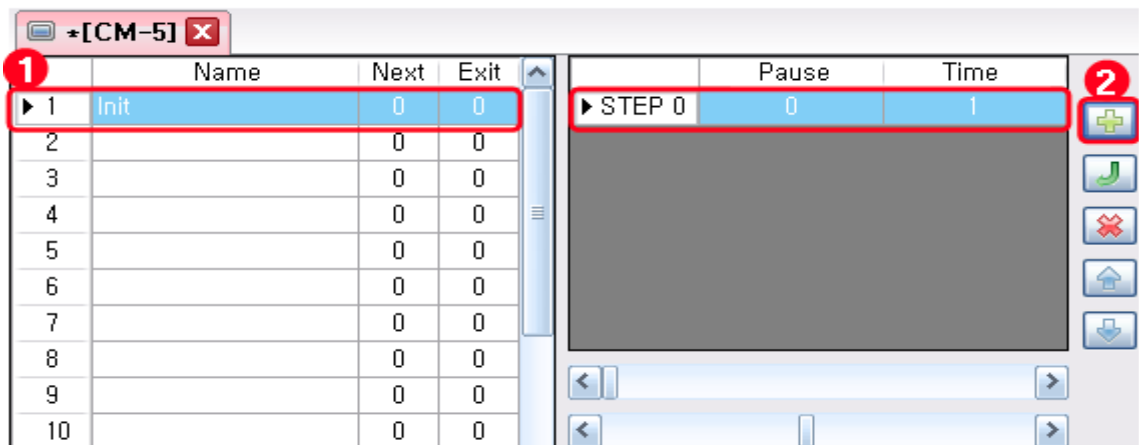 *[CM-5]
1
2
Name Next Exit
Pause Time
1 Init 0 0
STEP 0 0 1
2 0 0
3 0 0
4 0 0
5 0 0
6 0 0
7 0 0
8 0 0
9 0 0
10 0 0